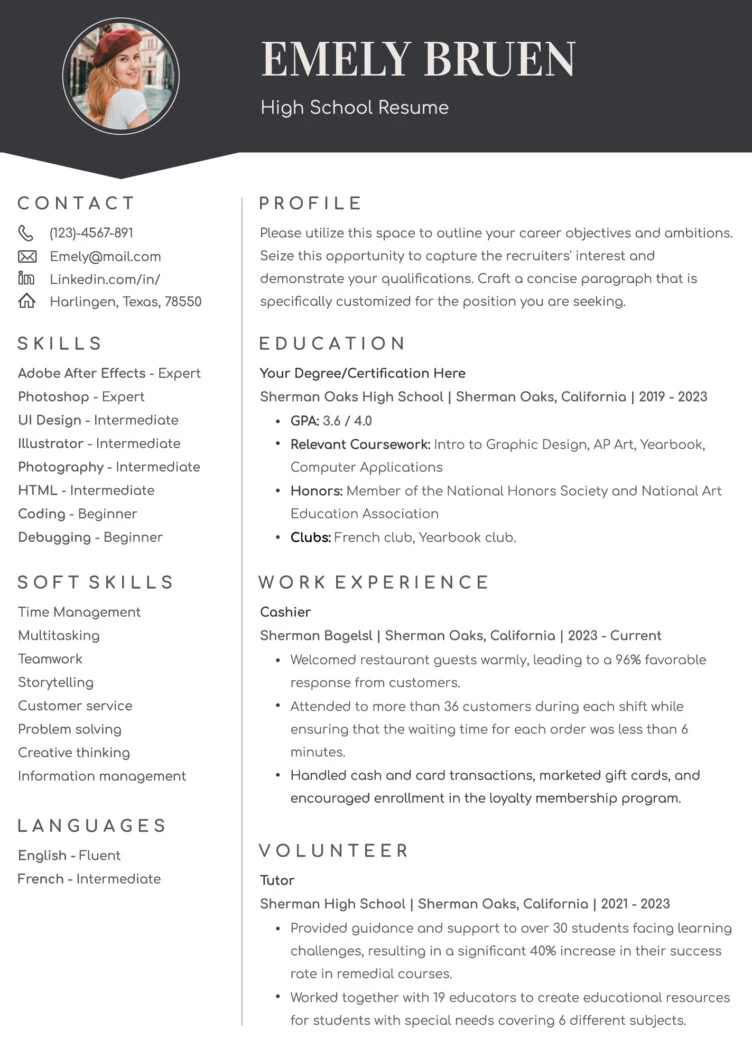 EMELY BRUEN
High School Resume
CONTACT
(123)-4567-891
Emely@mail.com
Linkedin.com/in/
Harlingen, Texas, 78550
SKILLS
Adobe After Effects - Expert
Photoshop - Expert
UI Design - Intermediate
Illustrator - Intermediate
Photography - Intermediate
HTML - Intermediate
Coding - Beginner
Debugging - Beginner
SOFT SKILLS
Time Management
Multitasking
Teamwork
Storytelling
Customer service
Problem solving
Creative thinking
Information management
LANGUAGES
English - Fluent
French - Intermediate
PROFILE
Please utilize this space to outline your career objectives and ambitions.
Seize this opportunity to capture the recruiters' interest and
demonstrate your qualifications. Craft a concise paragraph that is
specifically customized for the position you are seeking.
EDUCATION
Your Degree/Certification Here
Sherman Oaks High School | Sherman Oaks, California | 2019 - 2023
• GPA: 3.6 / 4.0
• Relevant Coursework: Intro to Graphic Design, AP Art, Yearbook,
Computer Applications
• Honors: Member of the National Honors Society and National Art
Education Association
• Clubs: French club, Yearbook club.
WORK EXPERIENCE
Cashier
Sherman Bagelsl | Sherman Oaks, California | 2023 - Current
• Welcomed restaurant guests warmly, leading to a 96% favorable
response from customers.
• Attended to more than 36 customers during each shift while
ensuring that the waiting time for each order was less than 6
minutes.
• Handled cash and card transactions, marketed gift cards, and
encouraged enrollment in the loyalty membership program.
VOLUNTEER
Tutor
Sherman High School | Sherman Oaks, California | 2021 - 2023
• Provided guidance and support to over 30 students facing learning
challenges, resulting in a significant 40% increase in their success
rate in remedial courses.
• Worked together with 19 educators to create educational resources
for students with special needs covering 6 different subjects.